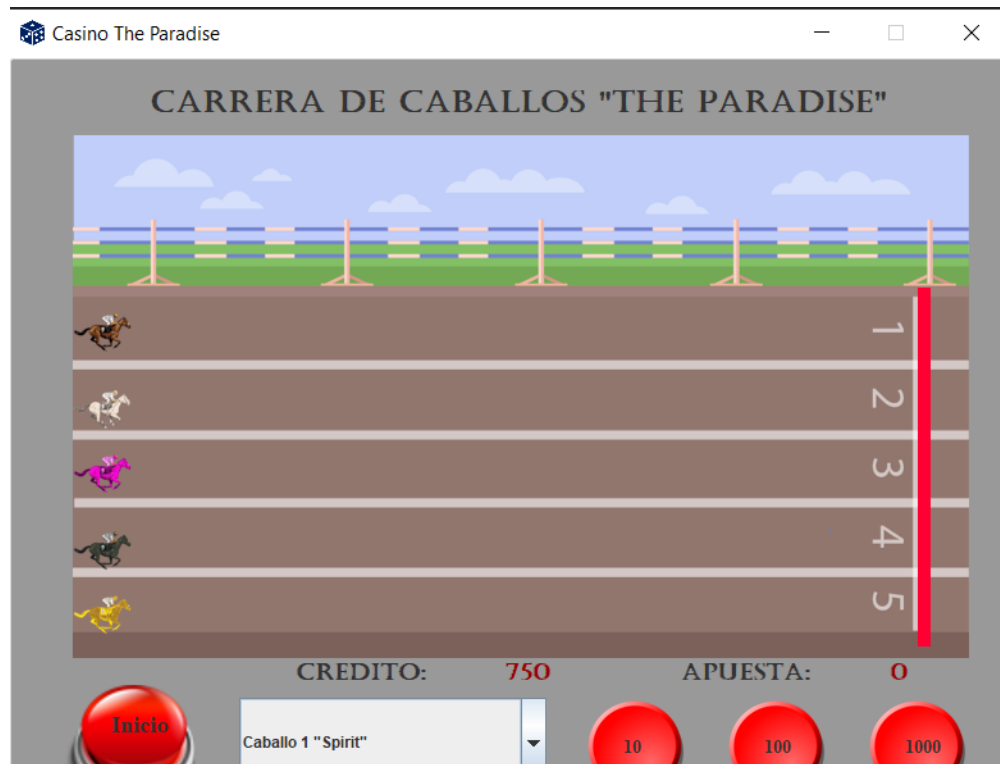 Casino The Paradise
CARRERA DE CABALLOS "THE PARADISE"
1
2
3
4
5
CREDITO: 750 APUESTA: 0
Inicio
Caballo 1 "Spirit"
10 100 1000